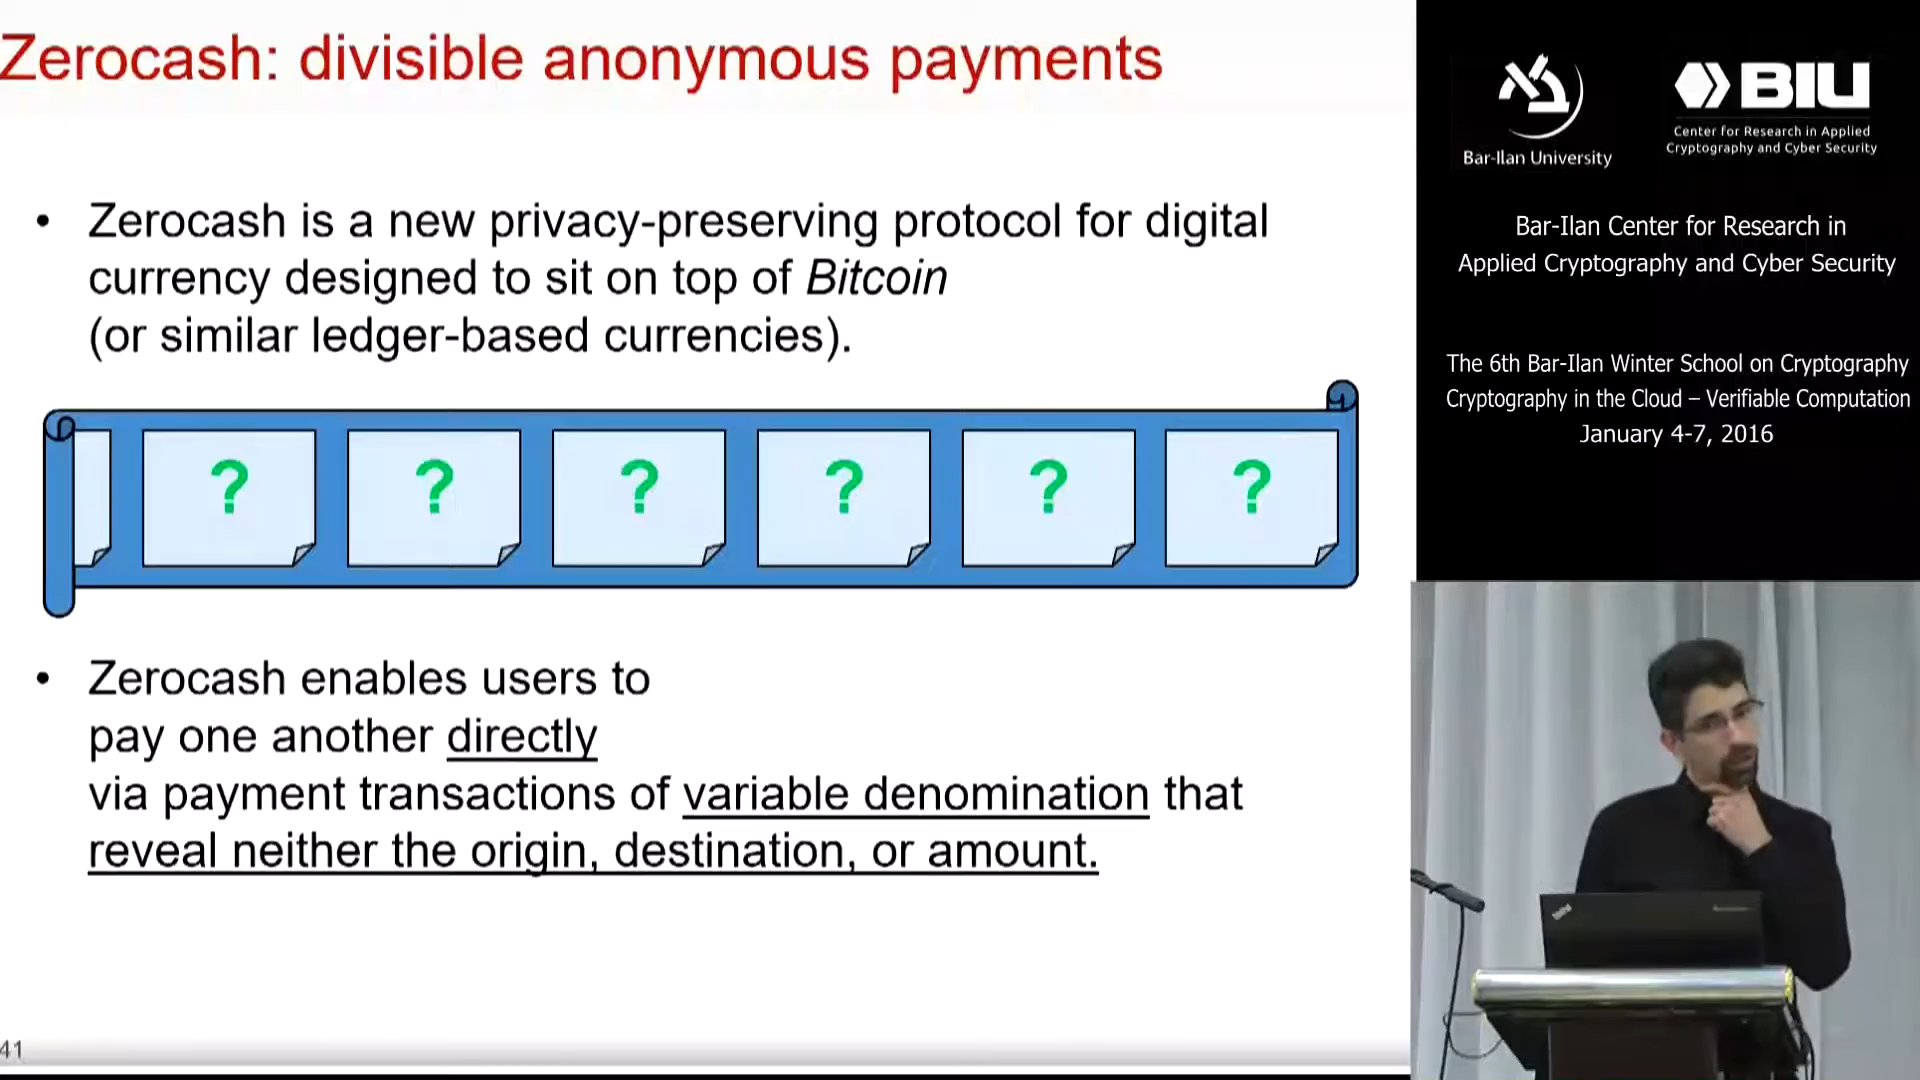 Zerocash: divisible anonymous payments
• Zerocash is a new privacy-preserving protocol for digital
currency designed to sit on top of Bitcoin
(or similar ledger-based currencies).
? ? ? ? ? ?
• Zerocash enables users to
pay one another directly
via payment transactions of variable denomination that
reveal neither the origin, destination, or amount.
41
Bar-Ilan University
BIU
Center for Research in Applied
Cryptography and Cyber Security
Bar-Ilan Center for Research in
Applied Cryptography and Cyber Security
The 6th Bar-Ilan Winter School on Cryptography
Cryptography in the Cloud – Verifiable Computation
January 4-7, 2016